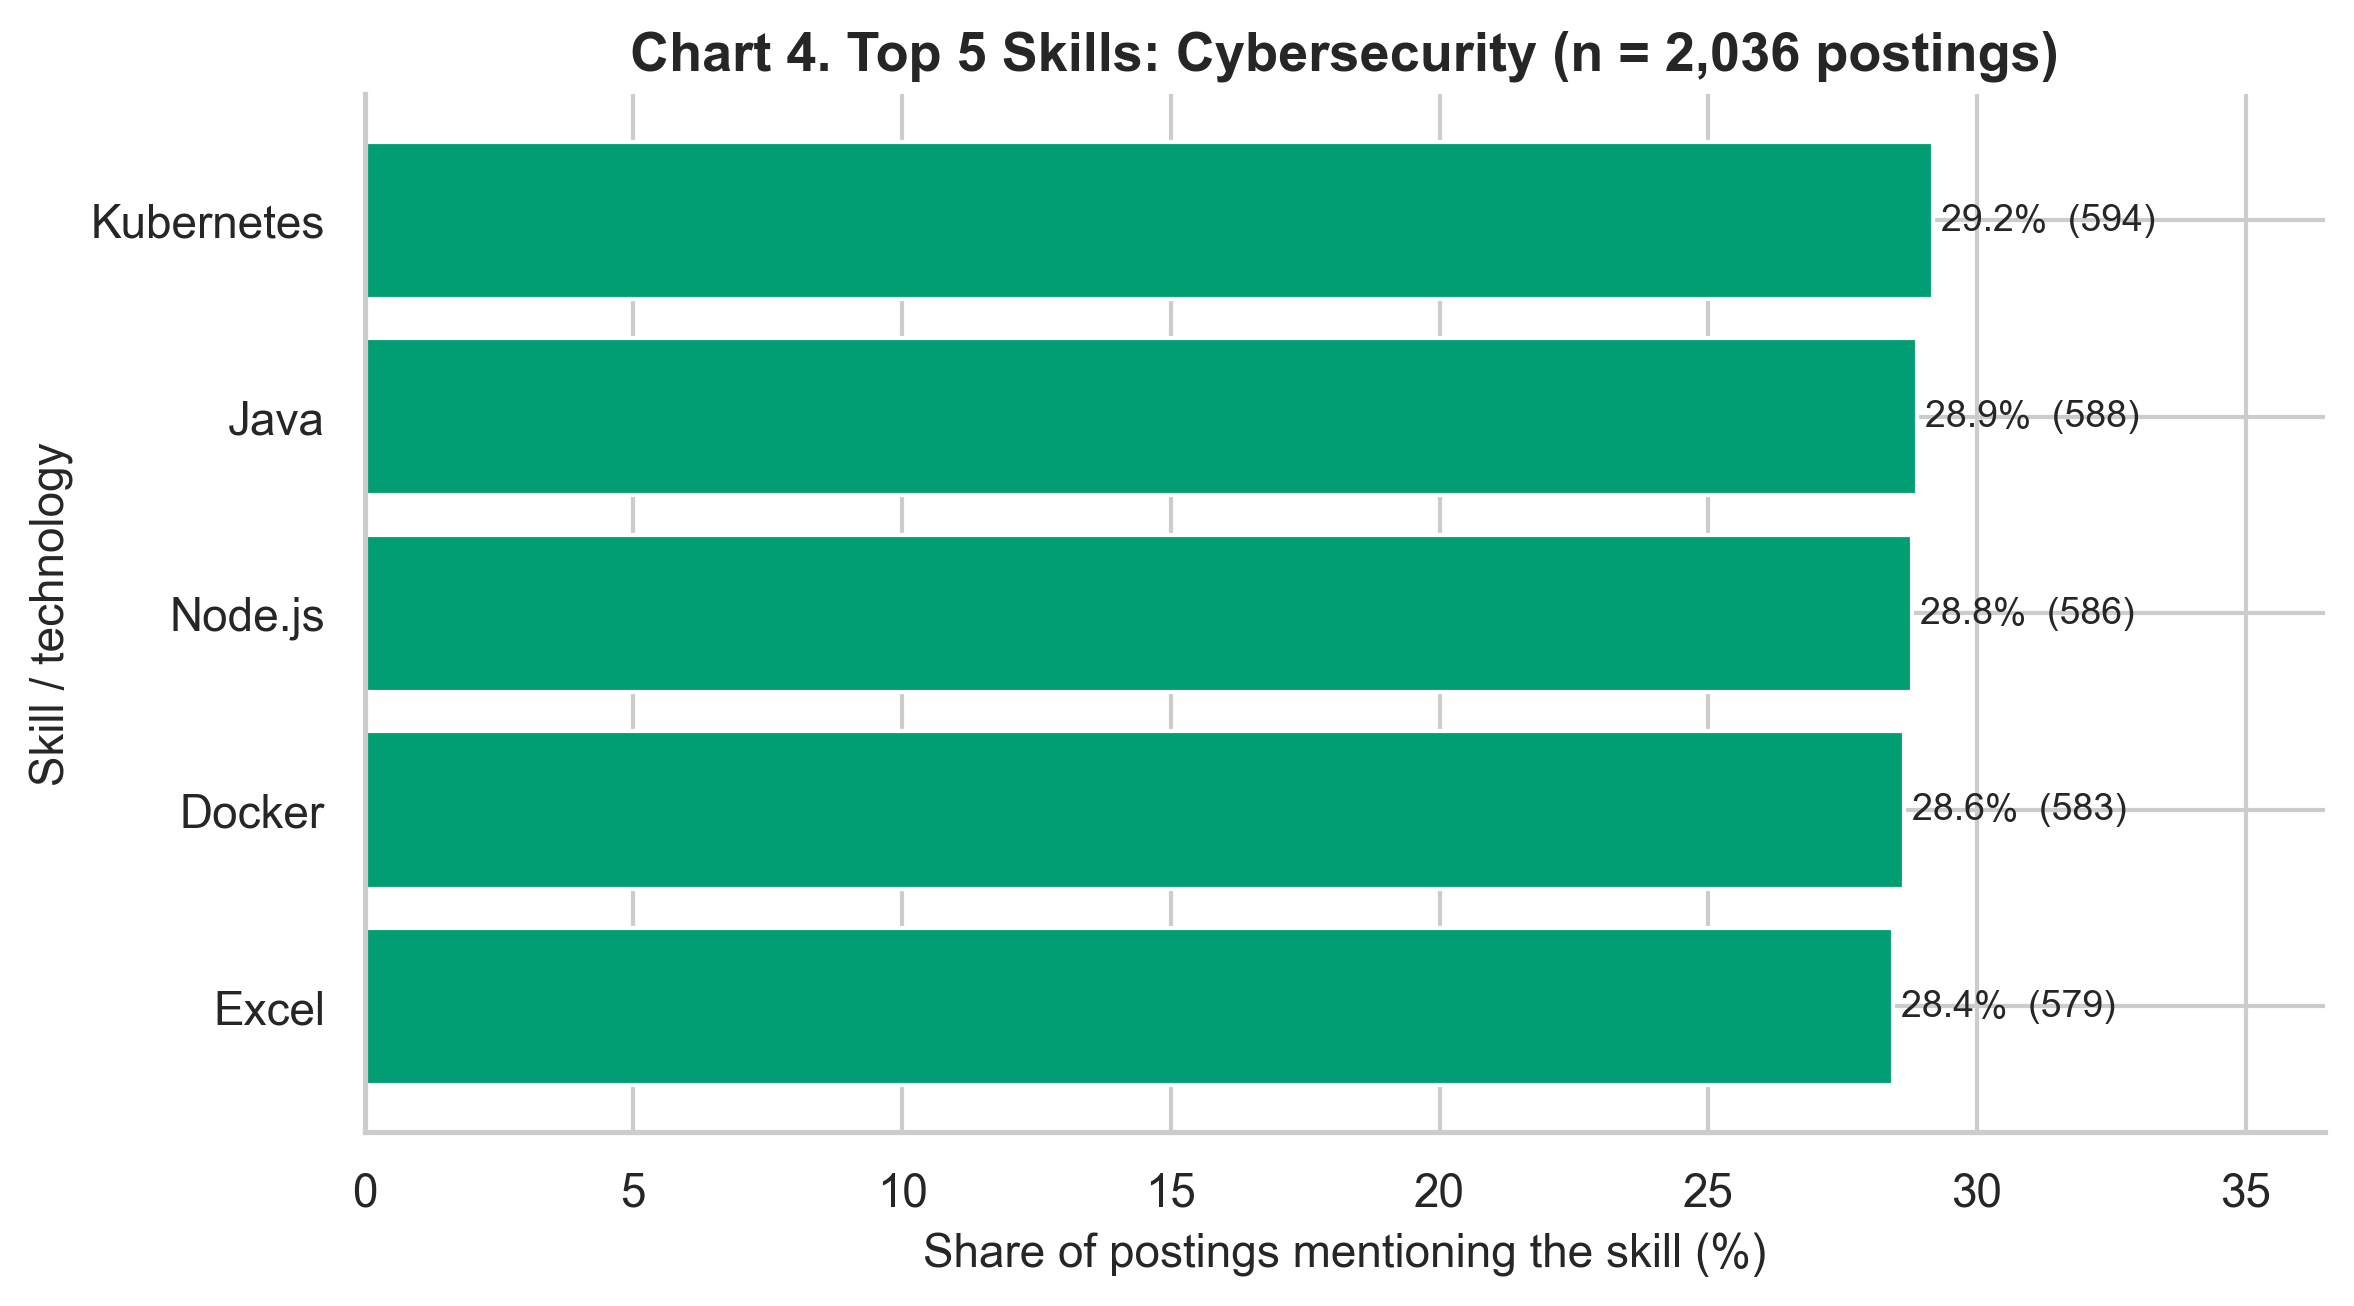 Chart 4. Top 5 Skills: Cybersecurity (n = 2,036 postings)
Skill / technology
Kubernetes
29.2% (594)
Java
28.9% (588)
Node.js
28.8% (586)
Docker
28.6% (583)
Excel
28.4% (579)
0 5 10 15 20 25 30 35
Share of postings mentioning the skill (%)